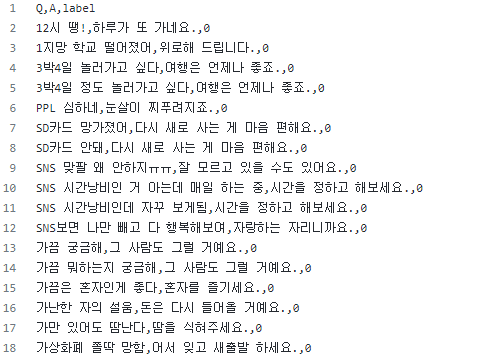 1 Q,A,label
2 12시 땡!,하루가 또 가네요.,0
3 1지망 학교 떨어졌어,위로해 드립니다.,0
4 3박4일 놀러가고 싶다,여행은 언제나 좋죠.,0
5 3박4일 정도 놀러가고 싶다,여행은 언제나 좋죠.,0
6 PPL 심하네,눈살이 찌푸려지죠.,0
7 SD카드 망가졌어,다시 새로 사는 게 마음 편해요.,0
8 SD카드 안돼,다시 새로 사는 게 마음 편해요.,0
9 SNS 맞팔 왜 안하지ㅠㅠ,잘 모르고 있을 수도 있어요.,0
10 SNS 시간낭비인 거 아는데 매일 하는 중,시간을 정하고 해보세요.,0
11 SNS 시간낭비인데 자꾸 보게됨,시간을 정하고 해보세요.,0
12 SNS보면 나만 빼고 다 행복해보여,자랑하는 자리니까요.,0
13 가끔 궁금해,그 사람도 그럴 거예요.,0
14 가끔 뭐하는지 궁금해,그 사람도 그럴 거예요.,0
15 가끔은 혼자인게 좋다,혼자를 즐기세요.,0
16 가난한 자의 설움,돈은 다시 들어올 거예요.,0
17 가만 있어도 땀난다,땀을 식혀주세요.,0
18 가상화폐 쫄딱 망함,어서 잊고 새출발 하세요.,0